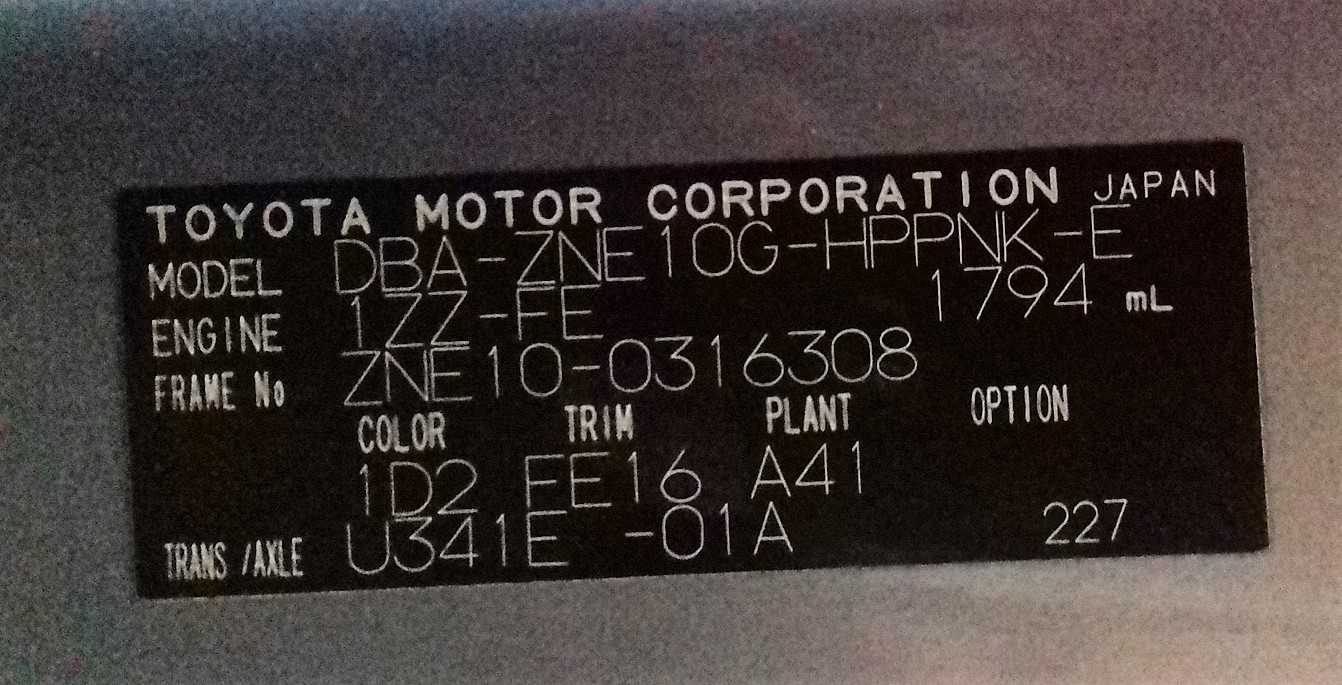 TOYOTA MOTOR CORPORATION JAPAN
MODEL DBA-ZNE10G-HPPNK-E
ENGINE 1ZZ-FE 1794 mL
FRAME No ZNE10-0316308
COLOR TRIM PLANT OPTION
1D2 FE16 A41
TRANS/AXLE U341E -01A 227